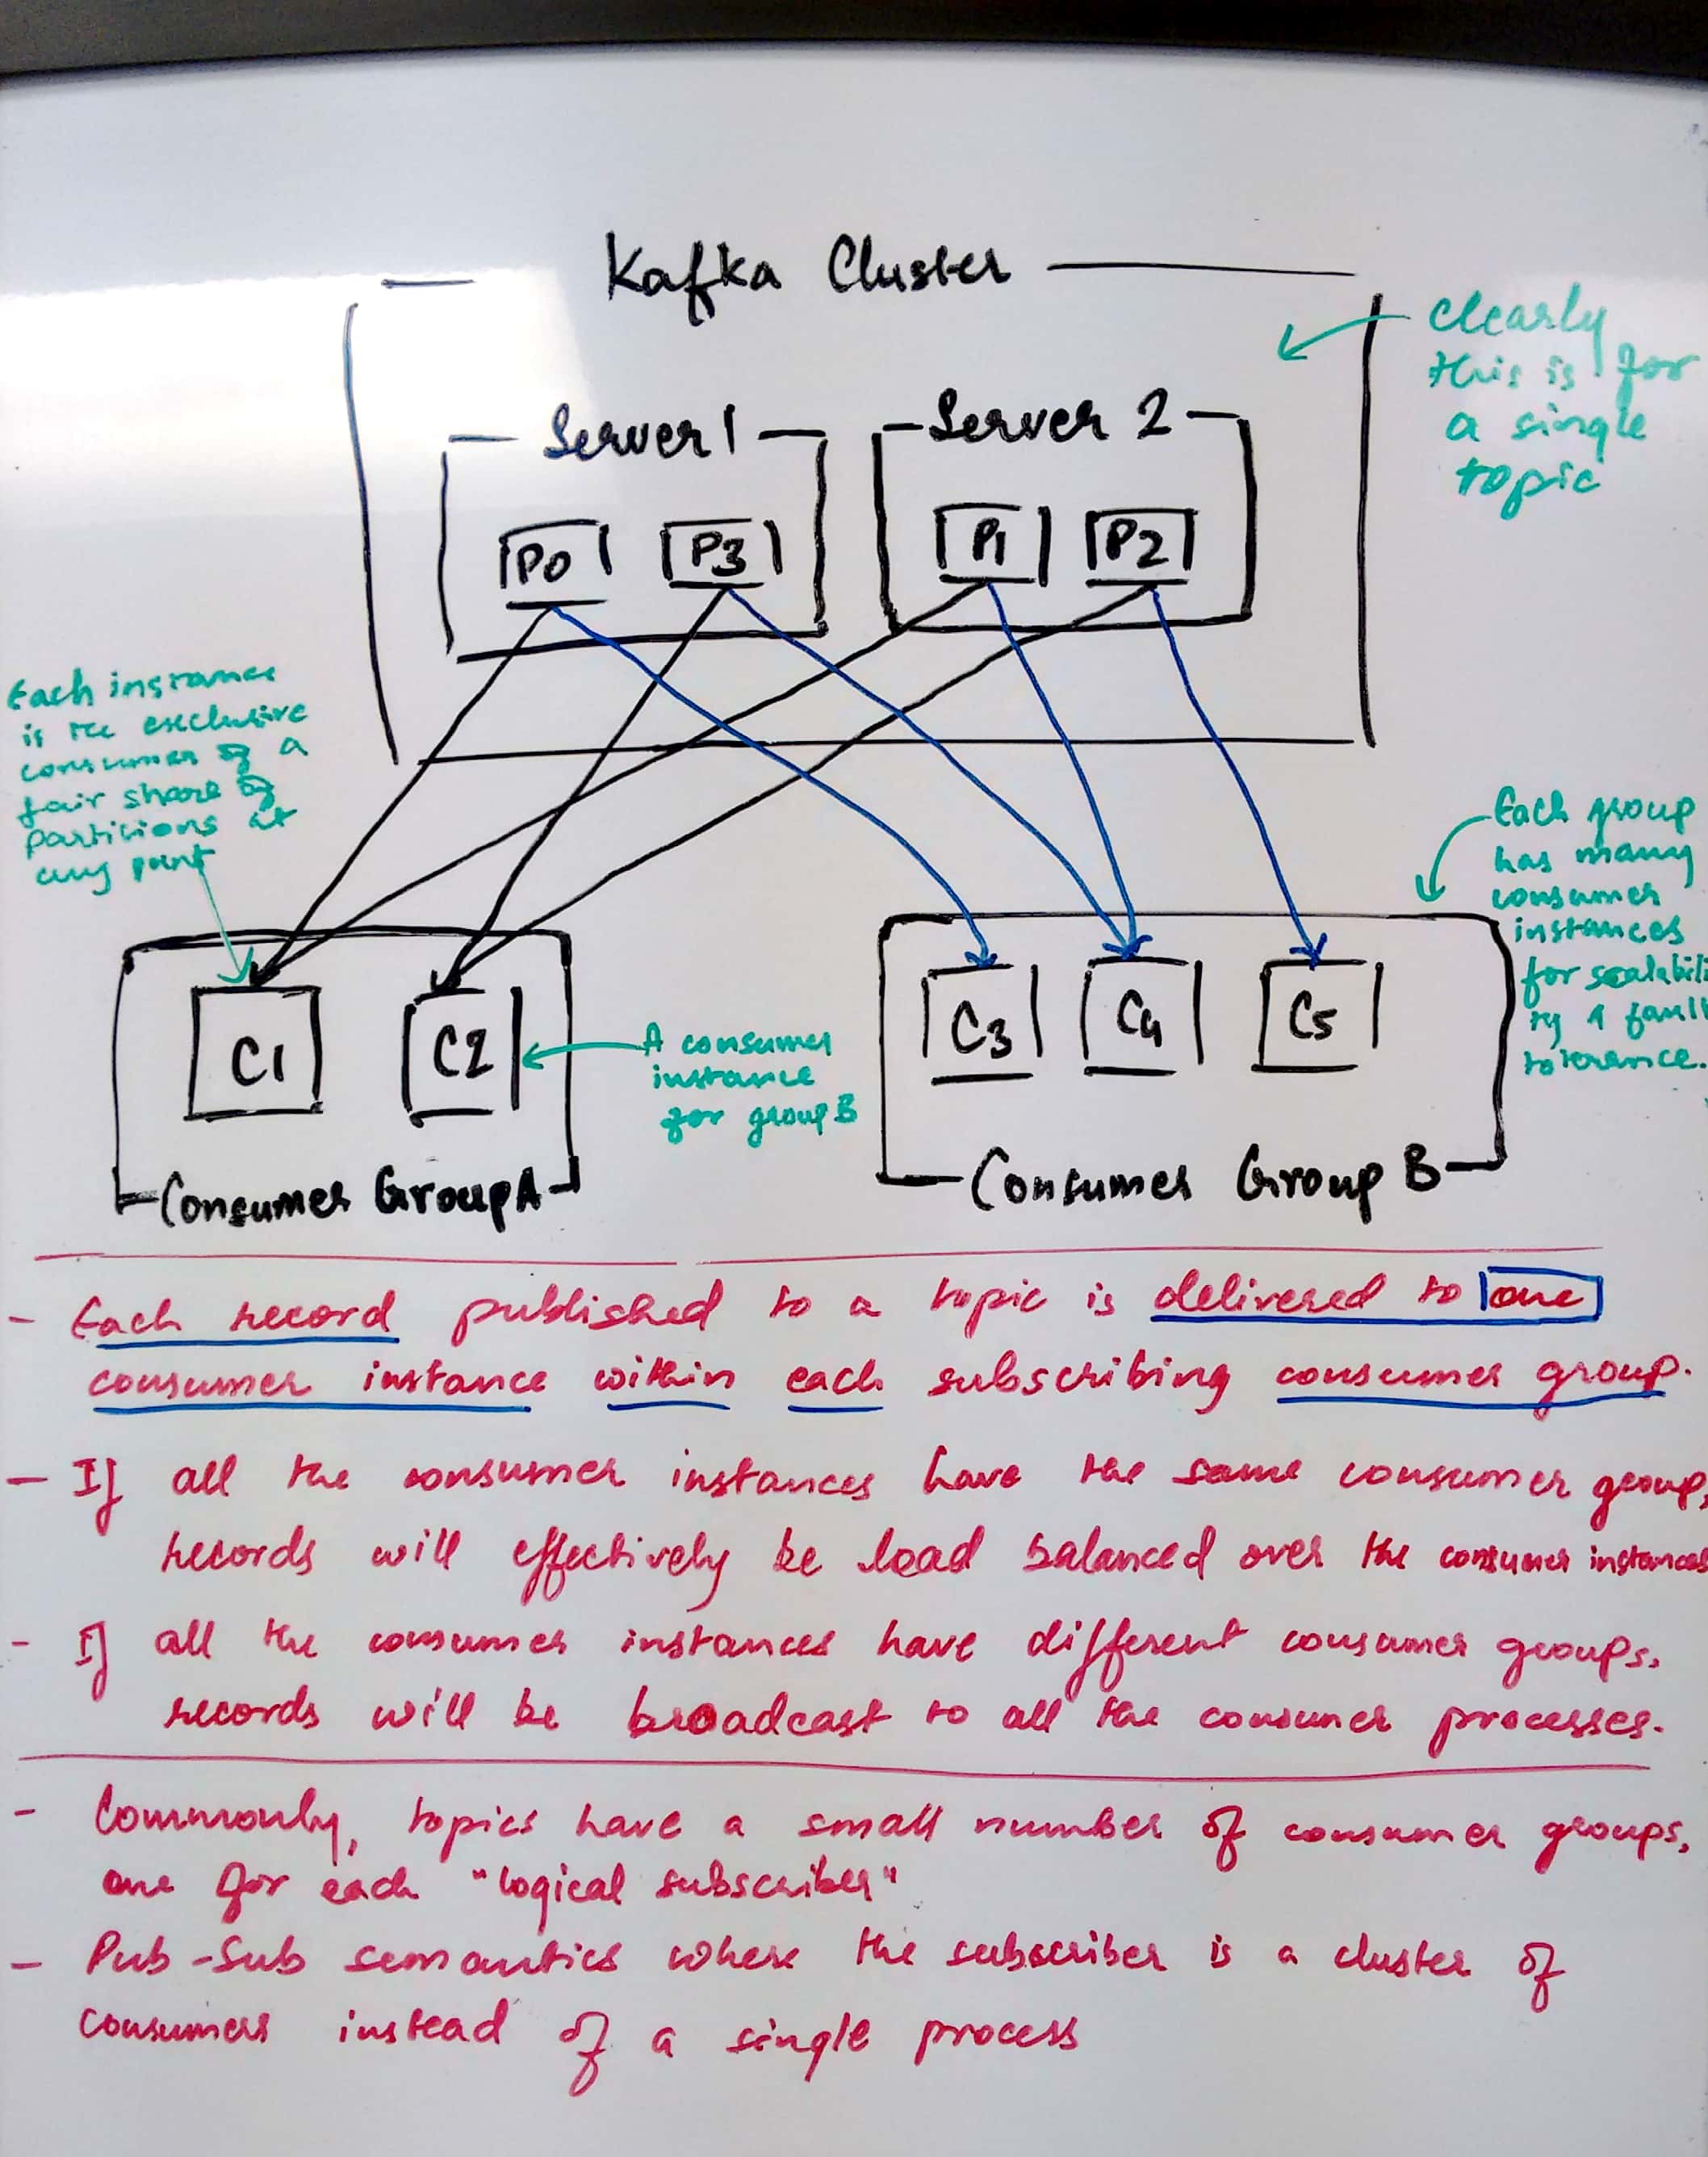 Kafka Cluster
clearly
this is for
a single
topic
Server 1
Server 2
P0
P3
P1
P2
Each instance
is the exclusive
consumer of a
fair share of
partitions at
any point
Each group
has many
consumer
instances
for scalabili
ty & fault
tolerance.
C1
C2
A consumer
instance
for group B
C3
C4
C5
Consumer Group A
Consumer Group B
- Each record published to a topic is delivered to one
consumer instance within each subscribing consumer group.
- If all the consumer instances have the same consumer group,
records will effectively be load balanced over the consumer instances
- If all the consumer instances have different consumer groups,
records will be broadcast to all the consumer processes.
- Commonly, topics have a small number of consumer groups,
one for each "logical subscriber"
- Pub-Sub semantics where the subscriber is a cluster of
consumers instead of a single process